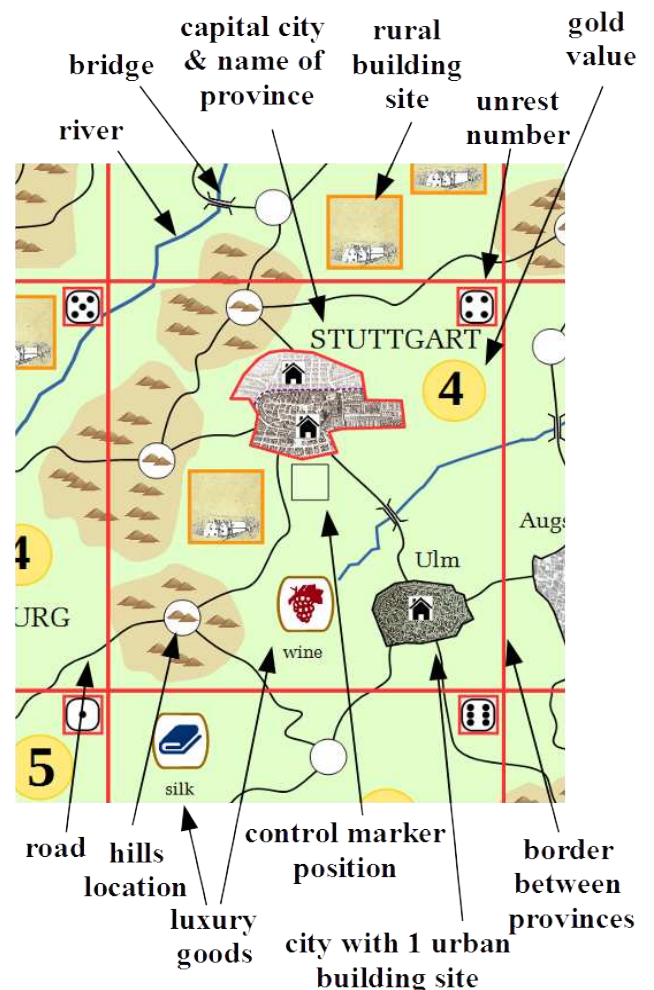 capital city
& name of
province
rural
building
site
gold
value
bridge
unrest
number
river
STUTTGART
4
4
Augs
Ulm
URG
wine
5
silk
road
hills
location
control marker
position
border
between
provinces
luxury
goods
city with 1 urban
building site